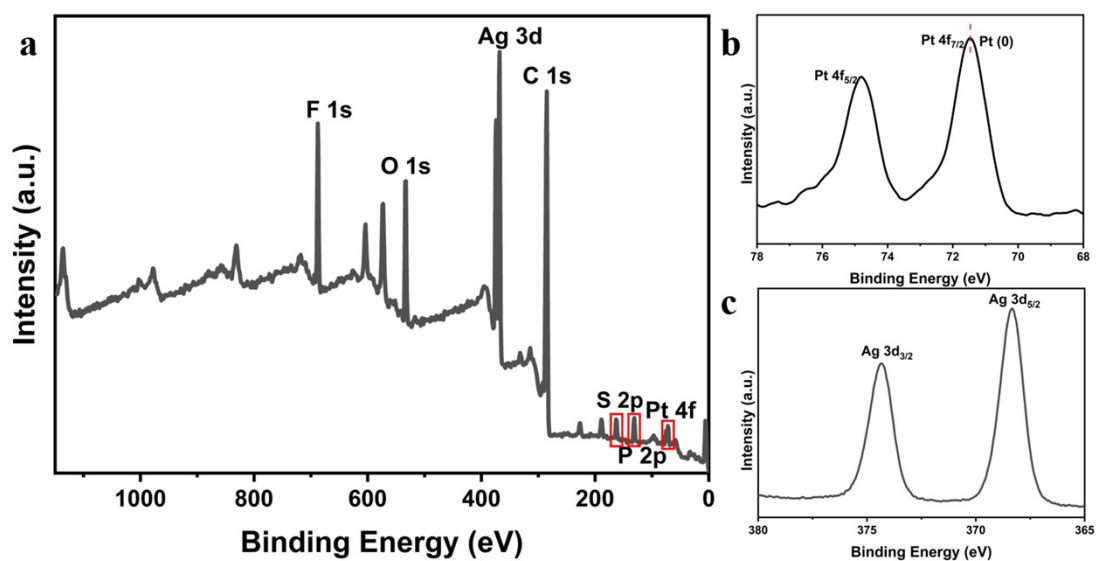 a
Ag 3d
C 1s
F 1s
O 1s
S 2p
Pt 4f
P 2p
Intensity (a.u.)
1000 800 600 400 200 0
Binding Energy (eV)
b
Pt 4f7/2 Pt (0)
Pt 4f5/2
Intensity (a.u.)
78 76 74 72 70 68
Binding Energy (eV)
c
Ag 3d5/2
Ag 3d3/2
Intensity (a.u.)
380 375 370 365
Binding Energy (eV)